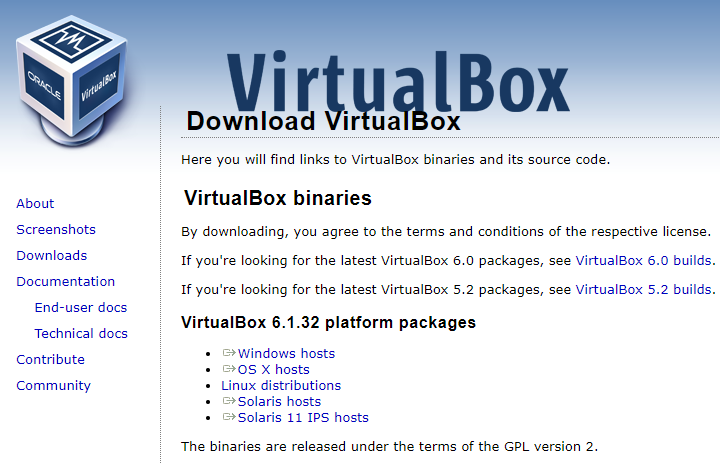 ORACLE
VirtualBox
VirtualBox
Download VirtualBox
Here you will find links to VirtualBox binaries and its source code.
About
Screenshots
Downloads
Documentation
End-user docs
Technical docs
Contribute
Community
VirtualBox binaries
By downloading, you agree to the terms and conditions of the respective license.
If you're looking for the latest VirtualBox 6.0 packages, see VirtualBox 6.0 builds.
If you're looking for the latest VirtualBox 5.2 packages, see VirtualBox 5.2 builds.
VirtualBox 6.1.32 platform packages
Windows hosts
OS X hosts
Linux distributions
Solaris hosts
Solaris 11 IPS hosts
The binaries are released under the terms of the GPL version 2.